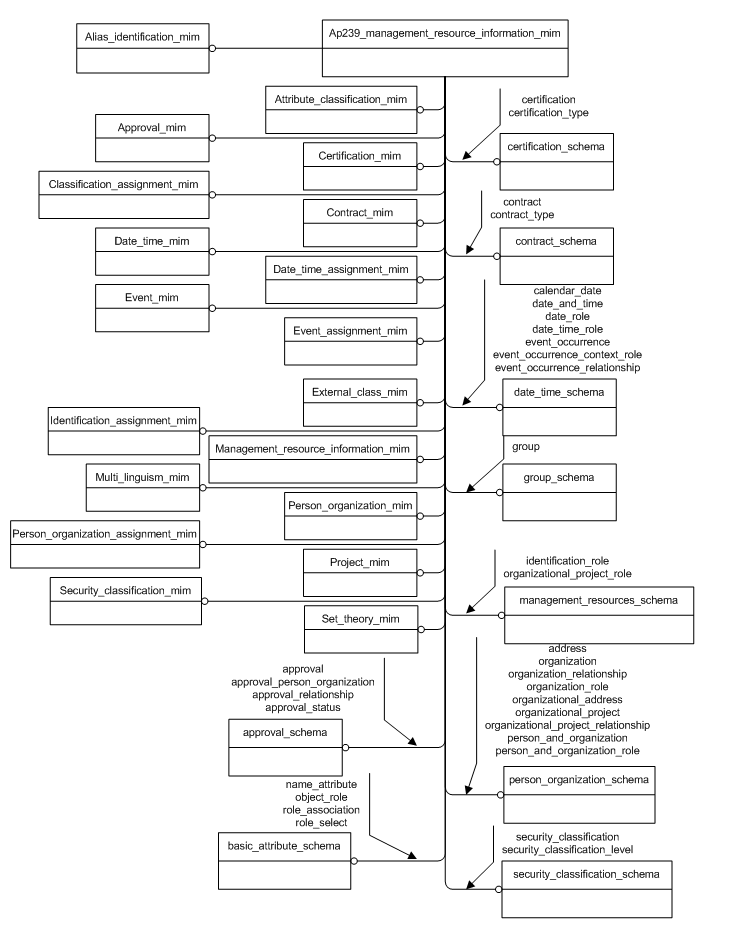 Alias_identification_mim
Ap239_management_resource_information_mim
Attribute_classification_mim
certification
certification_type
Approval_mim
Certification_mim
certification_schema
Classification_assignment_mim
contract
contract_type
Contract_mim
Date_time_mim
contract_schema
Date_time_assignment_mim
Event_mim
calendar_date
date_and_time
date_role
date_time_role
event_occurrence
event_occurrence_context_role
event_occurrence_relationship
Event_assignment_mim
External_class_mim
date_time_schema
Identification_assignment_mim
Management_resource_information_mim
group
Multi_linguism_mim
group_schema
Person_organization_mim
Person_organization_assignment_mim
Project_mim
identification_role
organizational_project_role
Security_classification_mim
management_resources_schema
Set_theory_mim
address
organization
organization_relationship
organization_role
organizational_address
organizational_project
organizational_project_relationship
person_and_organization
person_and_organization_role
approval
approval_person_organization
approval_relationship
approval_status
approval_schema
person_organization_schema
name_attribute
object_role
role_association
role_select
basic_attribute_schema
security_classification
security_classification_level
security_classification_schema